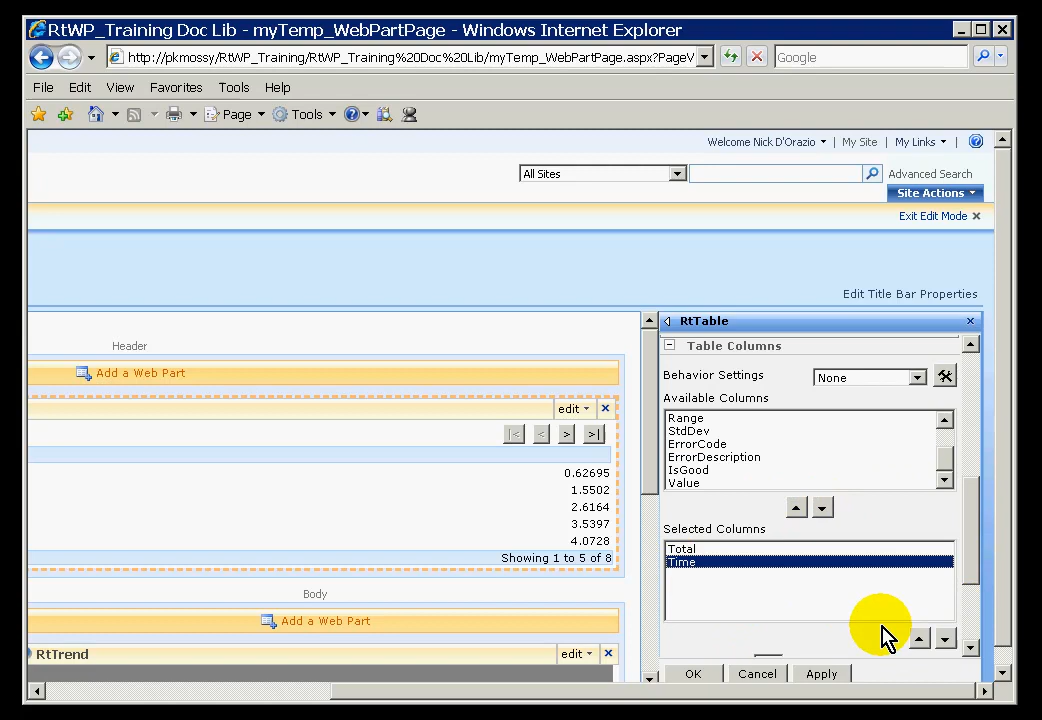 RtWP_Training Doc Lib - myTemp_WebPartPage - Windows Internet Explorer
http://pkmossy/RtWP_Training/RtWP_Training%20Doc%20Lib/myTemp_WebPartPage.aspx?PageV
Google
File Edit View Favorites Tools Help
Page Tools
Welcome Nick D'Orazio | My Site | My Links |
All Sites
Advanced Search
Site Actions
Exit Edit Mode
Edit Title Bar Properties
Header
Add a Web Part
edit
|< < > >|
0.62695
1.5502
2.6164
3.5397
4.0728
Showing 1 to 5 of 8
Body
Add a Web Part
RtTrend edit
RtTable
Table Columns
Behavior Settings None
Available Columns
Range
StdDev
ErrorCode
ErrorDescription
IsGood
Value
Selected Columns
Total
Time
OK Cancel Apply